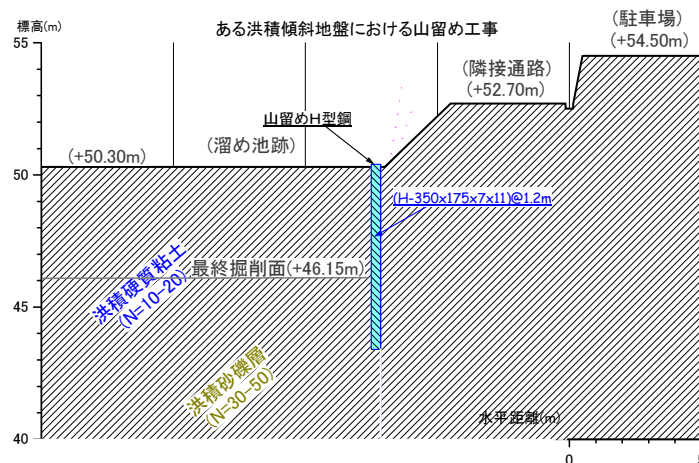 標高(m)
ある洪積傾斜地盤における山留め工事
(駐車場)
(+54.50m)
55
(隣接通路)
(+52.70m)
山留めH型鋼
(溜め池跡)
(+50.30m)
50
(H-350x175x7x11)@1.2m
最終掘削面(+46.15m)
洪積硬質粘土
(N=10-20)
45
洪積砂礫層
(N=30-50)
水平距離(m)
40
0